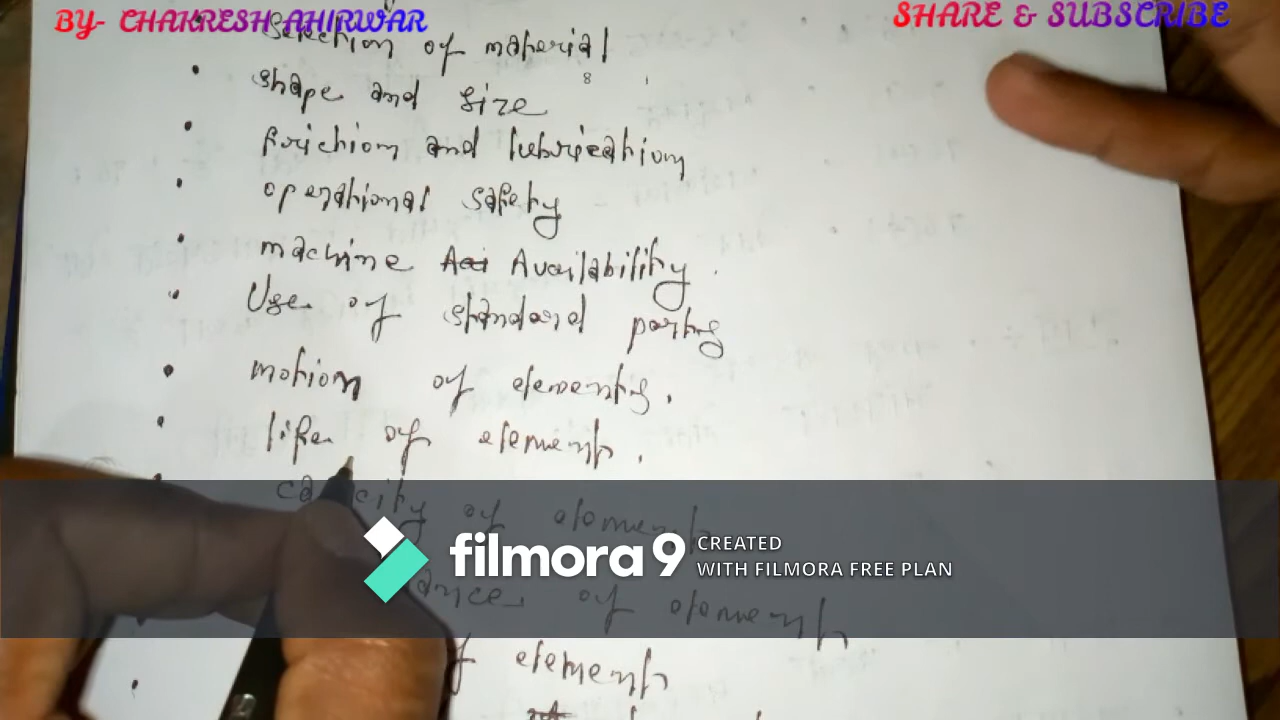 BY- CHAKRESH AHIRWAR
SHARE & SUBSCRIBE
Selection of material
shape and size
friction and lubrication
operational safety
machine Availability.
Use of standard parts
motion of elements.
life of element.
of element
filmora 9 CREATED
WITH FILMORA FREE PLAN
of element
element